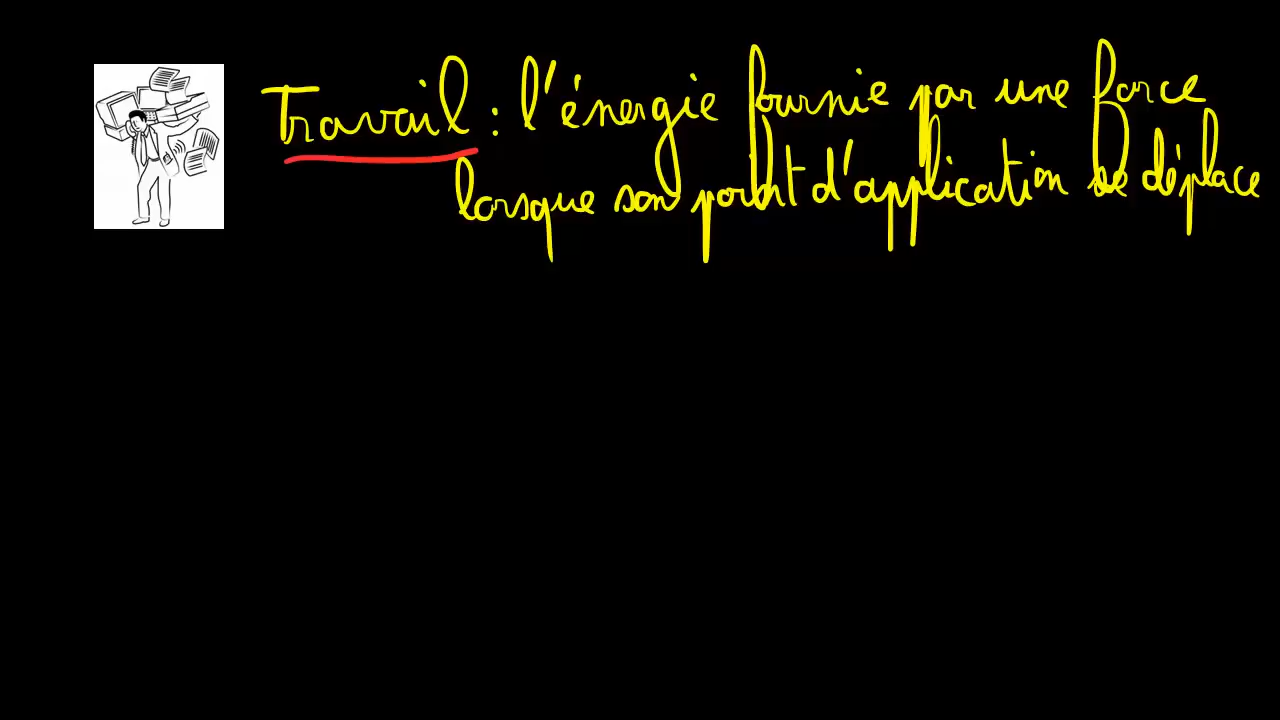 Travail : l'énergie fournie par une force
lorsque son point d'application se déplace